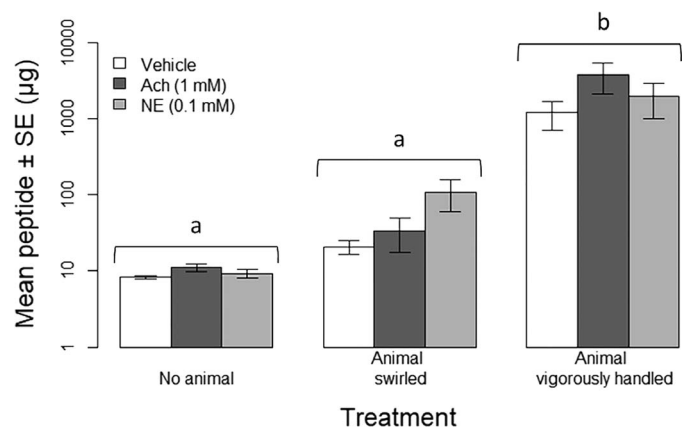 Mean peptide ± SE (µg)
10000
1000
100
10
1
Vehicle
Ach (1 mM)
NE (0.1 mM)
a
a
b
No animal
Animal
swirled
Animal
vigorously handled
Treatment